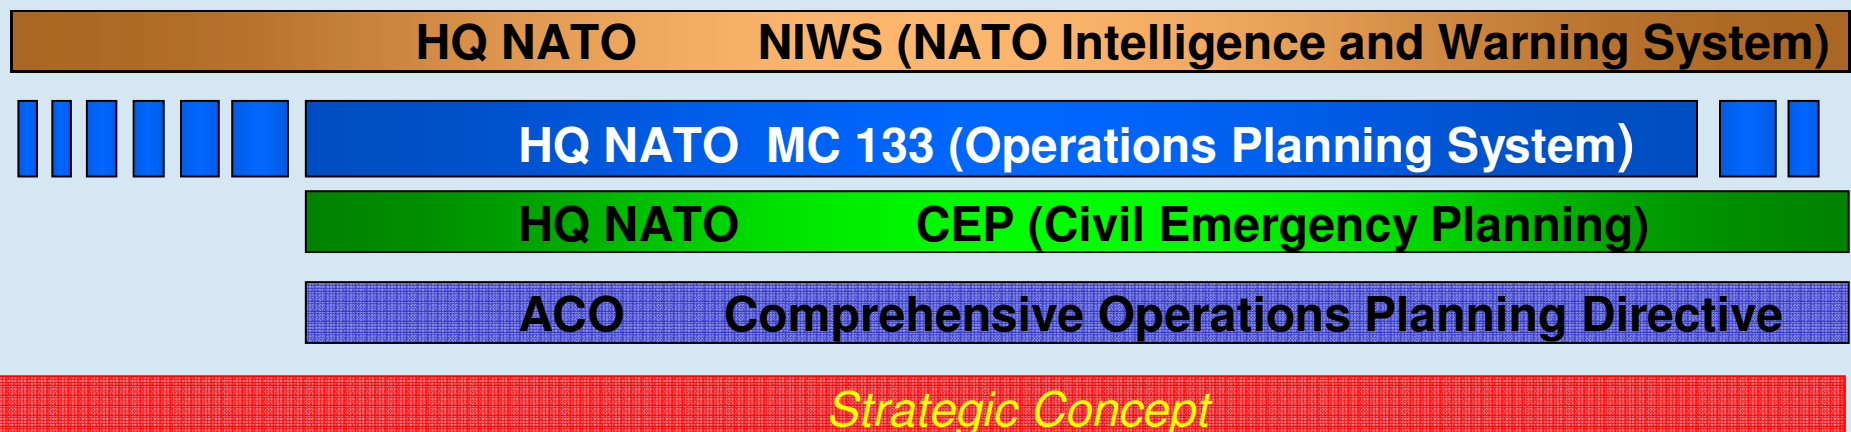 HQ NATO NIWS (NATO Intelligence and Warning System)
HQ NATO MC 133 (Operations Planning System)
HQ NATO CEP (Civil Emergency Planning)
ACO Comprehensive Operations Planning Directive
Strategic Concept